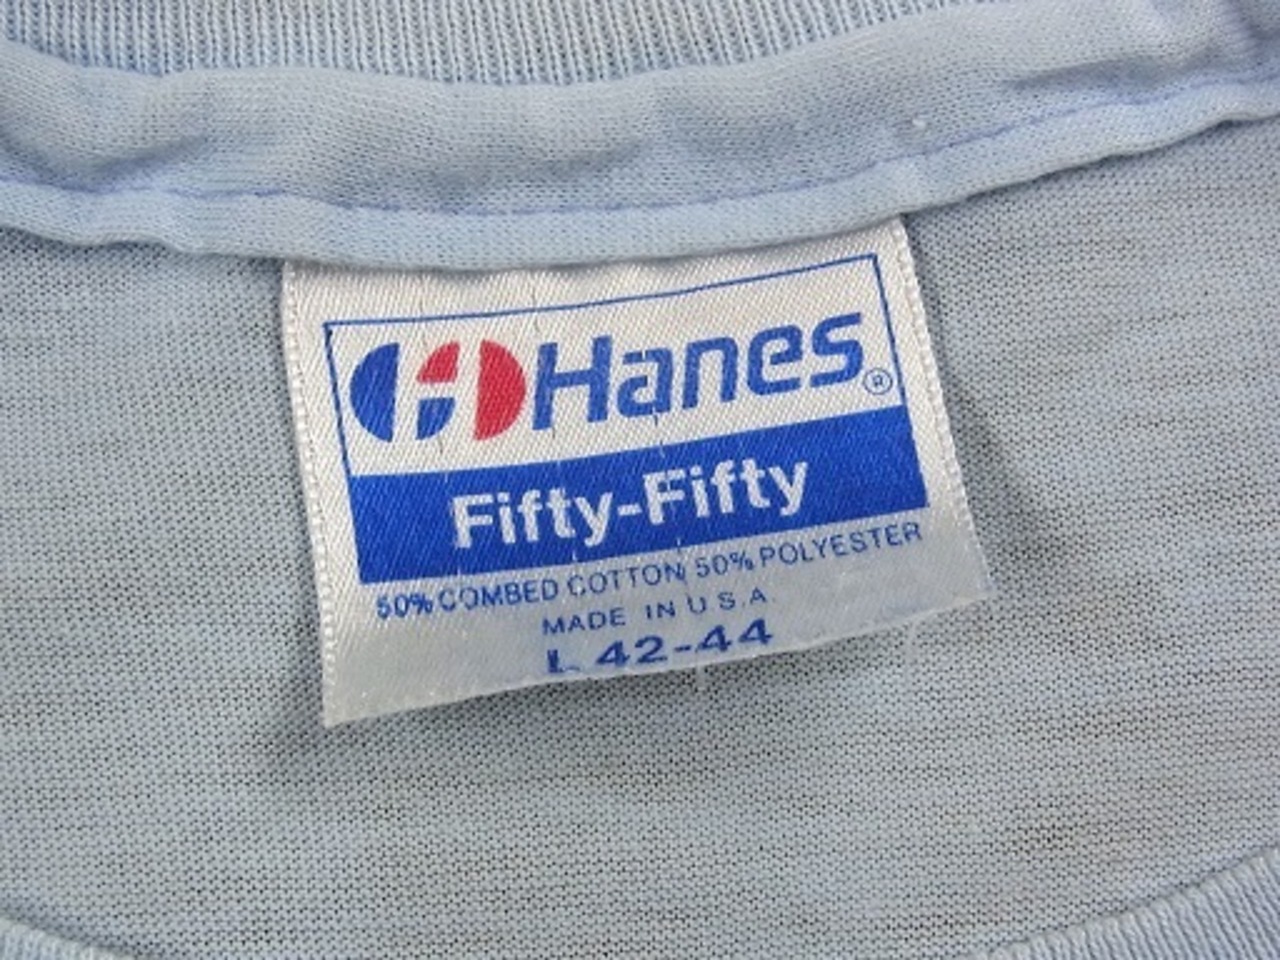 H Hanes®
Fifty-Fifty
50% COMBED COTTON 50% POLYESTER
MADE IN U.S.A.
L 42-44